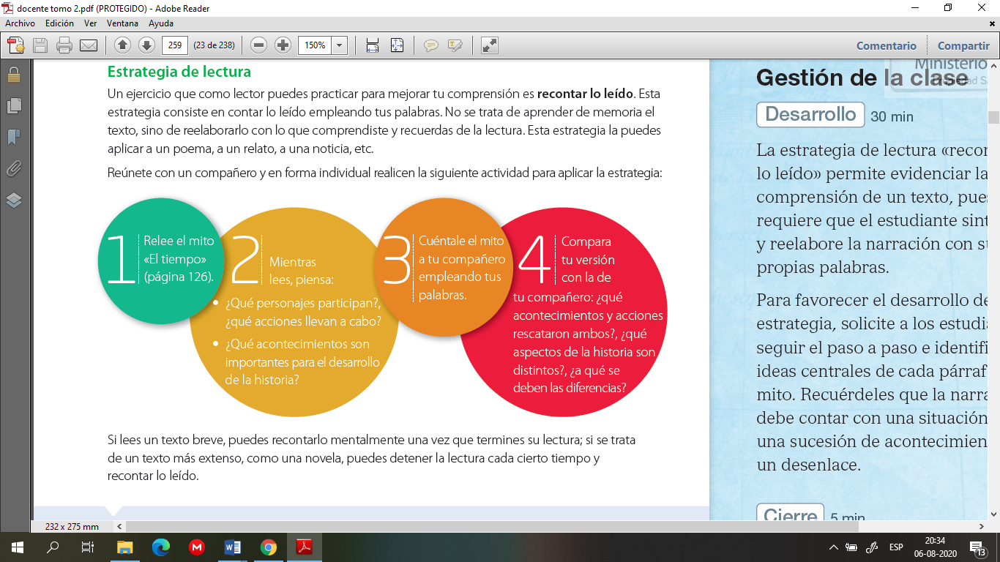 docente tomo 2.pdf (PROTEGIDO) - Adobe Reader
Archivo Edición Ver Ventana Ayuda
259 (23 de 238) 150% Comentario Compartir
Estrategia de lectura
Un ejercicio que como lector puedes practicar para mejorar tu comprensión es recontar lo leído. Esta
estrategia consiste en contar lo leído empleando tus palabras. No se trata de aprender de memoria el
texto, sino de reelaborarlo con lo que comprendiste y recuerdas de la lectura. Esta estrategia la puedes
aplicar a un poema, a un relato, a una noticia, etc.
Reúnete con un compañero y en forma individual realicen la siguiente actividad para aplicar la estrategia:
1
Relee el mito
«El tiempo»
(página 126).
2
Mientras
lees, piensa:
• ¿Qué personajes participan?,
¿qué acciones llevan a cabo?
• ¿Qué acontecimientos son
importantes para el desarrollo
de la historia?
3
Cuéntale el mito
a tu compañero
empleando tus
palabras.
4
Compara
tu versión
con la de
tu compañero: ¿qué
acontecimientos y acciones
rescataron ambos?, ¿qué
aspectos de la historia son
distintos?, ¿a qué se
deben las diferencias?
Si lees un texto breve, puedes recontarlo mentalmente una vez que termines su lectura; si se trata
de un texto más extenso, como una novela, puedes detener la lectura cada cierto tiempo y
recontar lo leído.
Ministerio
Gestión de la clase
Desarrollo 30 min
La estrategia de lectura «recon
lo leído» permite evidenciar la
comprensión de un texto, pues
requiere que el estudiante sint
y reelabore la narración con su
propias palabras.
Para favorecer el desarrollo de
estrategia, solicite a los estudia
seguir el paso a paso e identifi
ideas centrales de cada párraf
mito. Recuérdeles que la narra
debe contar con una situación
una sucesión de acontecimien
un desenlace.
Cierre 5 min
232 x 275 mm
ESP
20:34
06-08-2020
13